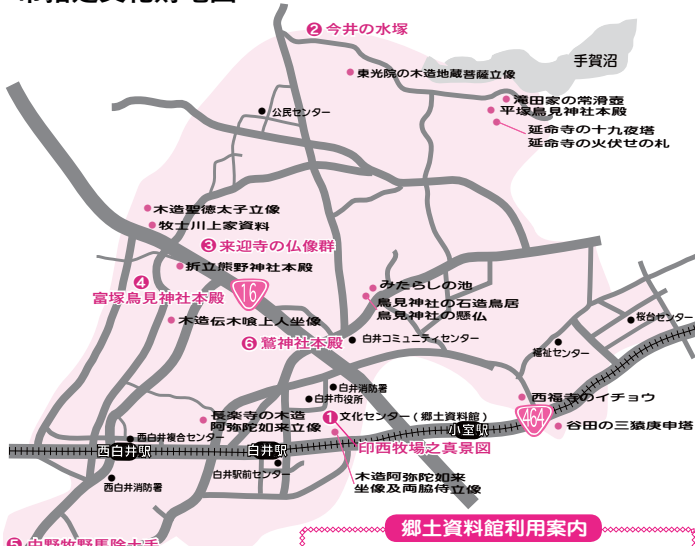 ❷ 今井の水塚
手賀沼
東光院の木造地蔵菩薩立像
滝田家の常滑壺
平塚鳥見神社本殿
公民センター
延命寺の十九夜塔
延命寺の火伏せの札
木造聖徳太子立像
牧士川上家資料
❸ 来迎寺の仏像群
折立熊野神社本殿
❹
富塚鳥見神社本殿
16
みたらしの池
鳥見神社の石造鳥居
鳥見神社の懸仏
木造伝木喰上人坐像
桜台センター
❻ 鷲神社本殿
白井コミュニティセンター
福祉センター
白井消防署
白井市役所
西福寺のイチョウ
長楽寺の木造
阿弥陀如来立像
❶ 文化センター(郷土資料館)
464
谷田の三猿庚申塔
小室駅
西白井複合センター
印西牧場之真景図
西白井駅
白井駅
白井駅前センター
木造阿弥陀如来
坐像及両脇侍立像
西白井消防署
郷土資料館利用案内